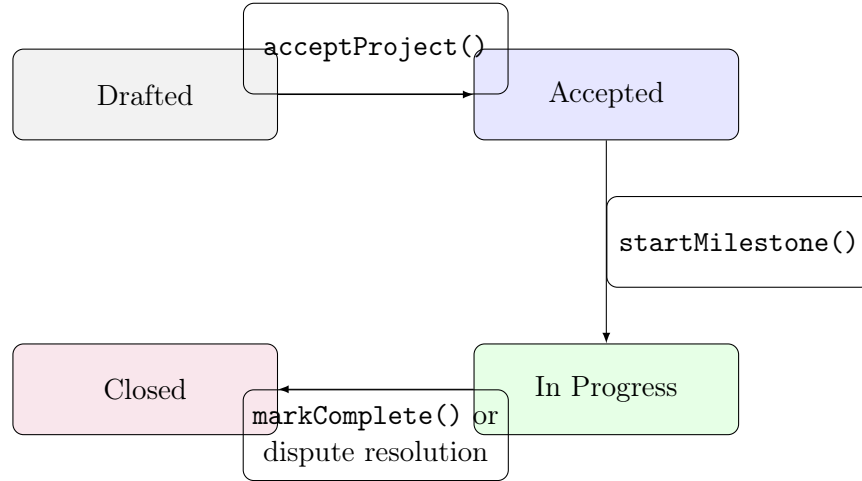 acceptProject()
Drafted
Accepted
startMilestone()
Closed
In Progress
markComplete() or
dispute resolution